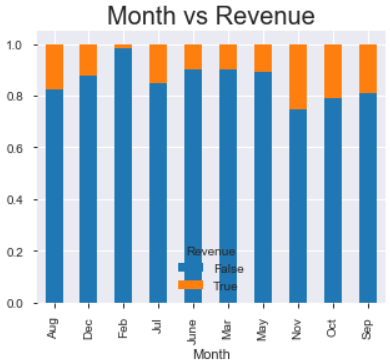 Month vs Revenue
1.0
0.8
0.6
0.4
0.2
0.0
Revenue
False
True
Aug Dec Feb Jul June Mar May Nov Oct Sep
Month